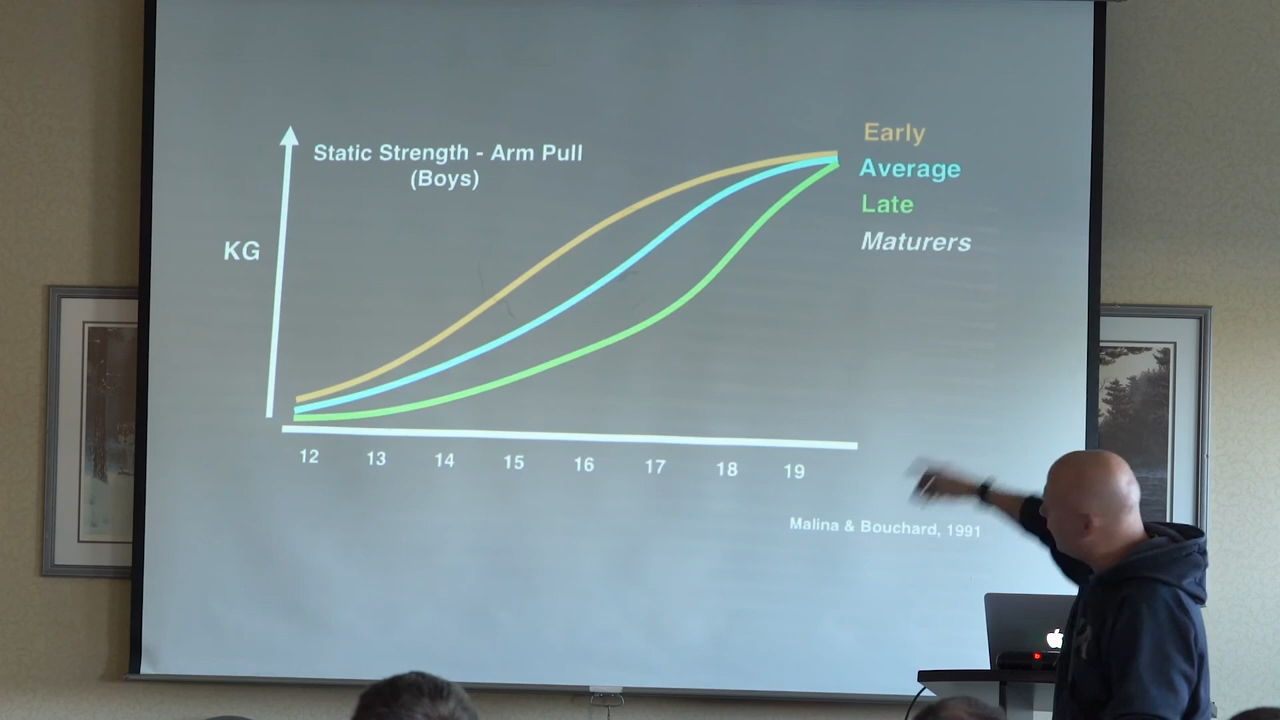 Static Strength - Arm Pull
(Boys)
KG
Early
Average
Late
Maturers
12 13 14 15 16 17 18 19
Malina & Bouchard, 1991